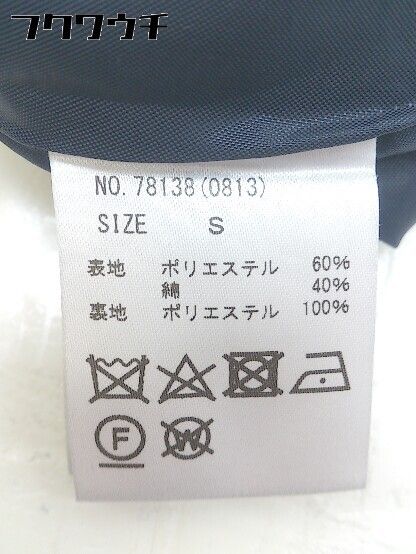 フクワウチ
NO. 78138(0813)
SIZE S
表地 ポリエステル 60%
綿 40%
裏地 ポリエステル 100%
F
W